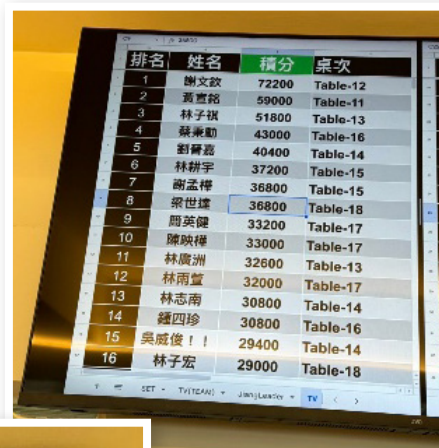 排名 姓名 積分 桌次
1 謝文欽 72200 Table-12
2 黃宣銘 59000 Table-11
3 林子祺 51800 Table-13
4 蔡秉勳 43000 Table-16
5 劉晉嘉 40400 Table-14
6 林耕宇 37200 Table-15
7 謝孟樺 36800 Table-15
8 梁世達 36800 Table-18
9 簡英健 33200 Table-17
10 陳映樺 33000 Table-17
11 林廣洲 32600 Table-13
12 林雨萱 32000 Table-17
13 林志南 30800 Table-14
14 鍾四珍 30800 Table-16
15 吳威俊！！ 29400 Table-14
16 林子宏 29000 Table-18
SET TV(TEAM) TV